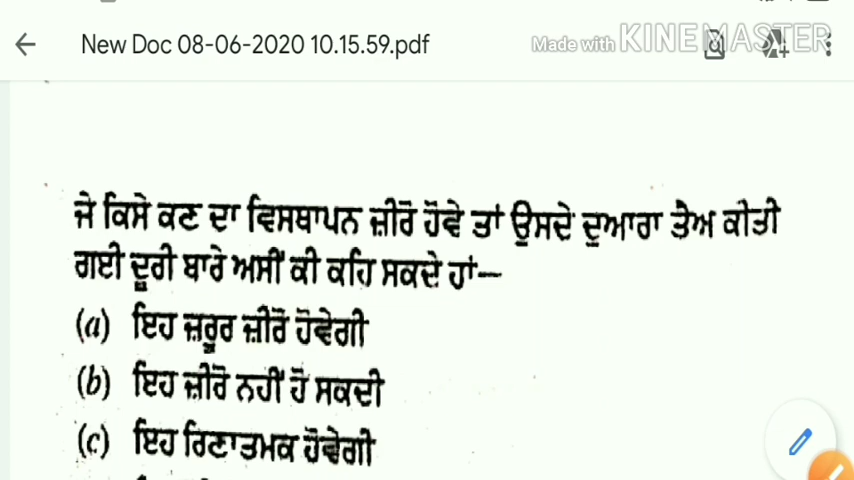 New Doc 08-06-2020 10.15.59.pdf
Made with KINEMASTER
ਜੇ ਕਿਸੇ ਕਣ ਦਾ ਵਿਸਥਾਪਨ ਜ਼ੀਰੋ ਹੋਵੇ ਤਾਂ ਉਸਦੇ ਦੁਆਰਾ ਤੈਅ ਕੀਤੀ
ਗਈ ਦੂਰੀ ਬਾਰੇ ਅਸੀਂ ਕੀ ਕਹਿ ਸਕਦੇ ਹਾਂ—
(a) ਇਹ ਜ਼ਰੂਰ ਜ਼ੀਰੋ ਹੋਵੇਗੀ
(b) ਇਹ ਜ਼ੀਰੋ ਨਹੀਂ ਹੋ ਸਕਦੀ
(c) ਇਹ ਰਿਣਾਤਮਕ ਹੋਵੇਗੀ